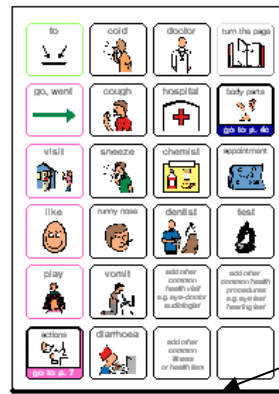 to cold doctor turn the page
go, went cough hospital body parts
go to p. 4c
visit sneeze chemist appointment
like runny nose dentist test
play vomit add other common health visit e.g. eye-doctor audiologist add other common health procedures e.g. eye test hearing test
actions diarrhoea add other common illness or health item
go to p. 7